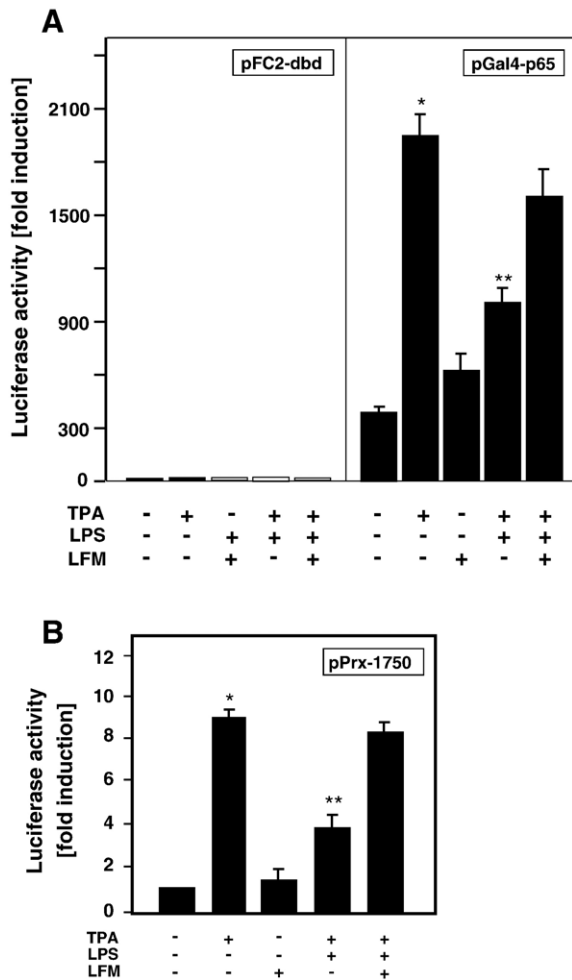 A
pFC2-dbd
pGal4-p65
Luciferase activity [fold induction]
2100
1500
900
300
0
*
**
TPA - + - + + - + - + +
LPS - - + + + - - - + +
LFM - - + - + - - + - +
B
pPrx-1750
Luciferase activity
[fold induction]
12
10
8
6
4
2
0
*
**
TPA - + - + +
LPS - - - + +
LFM - - + - +